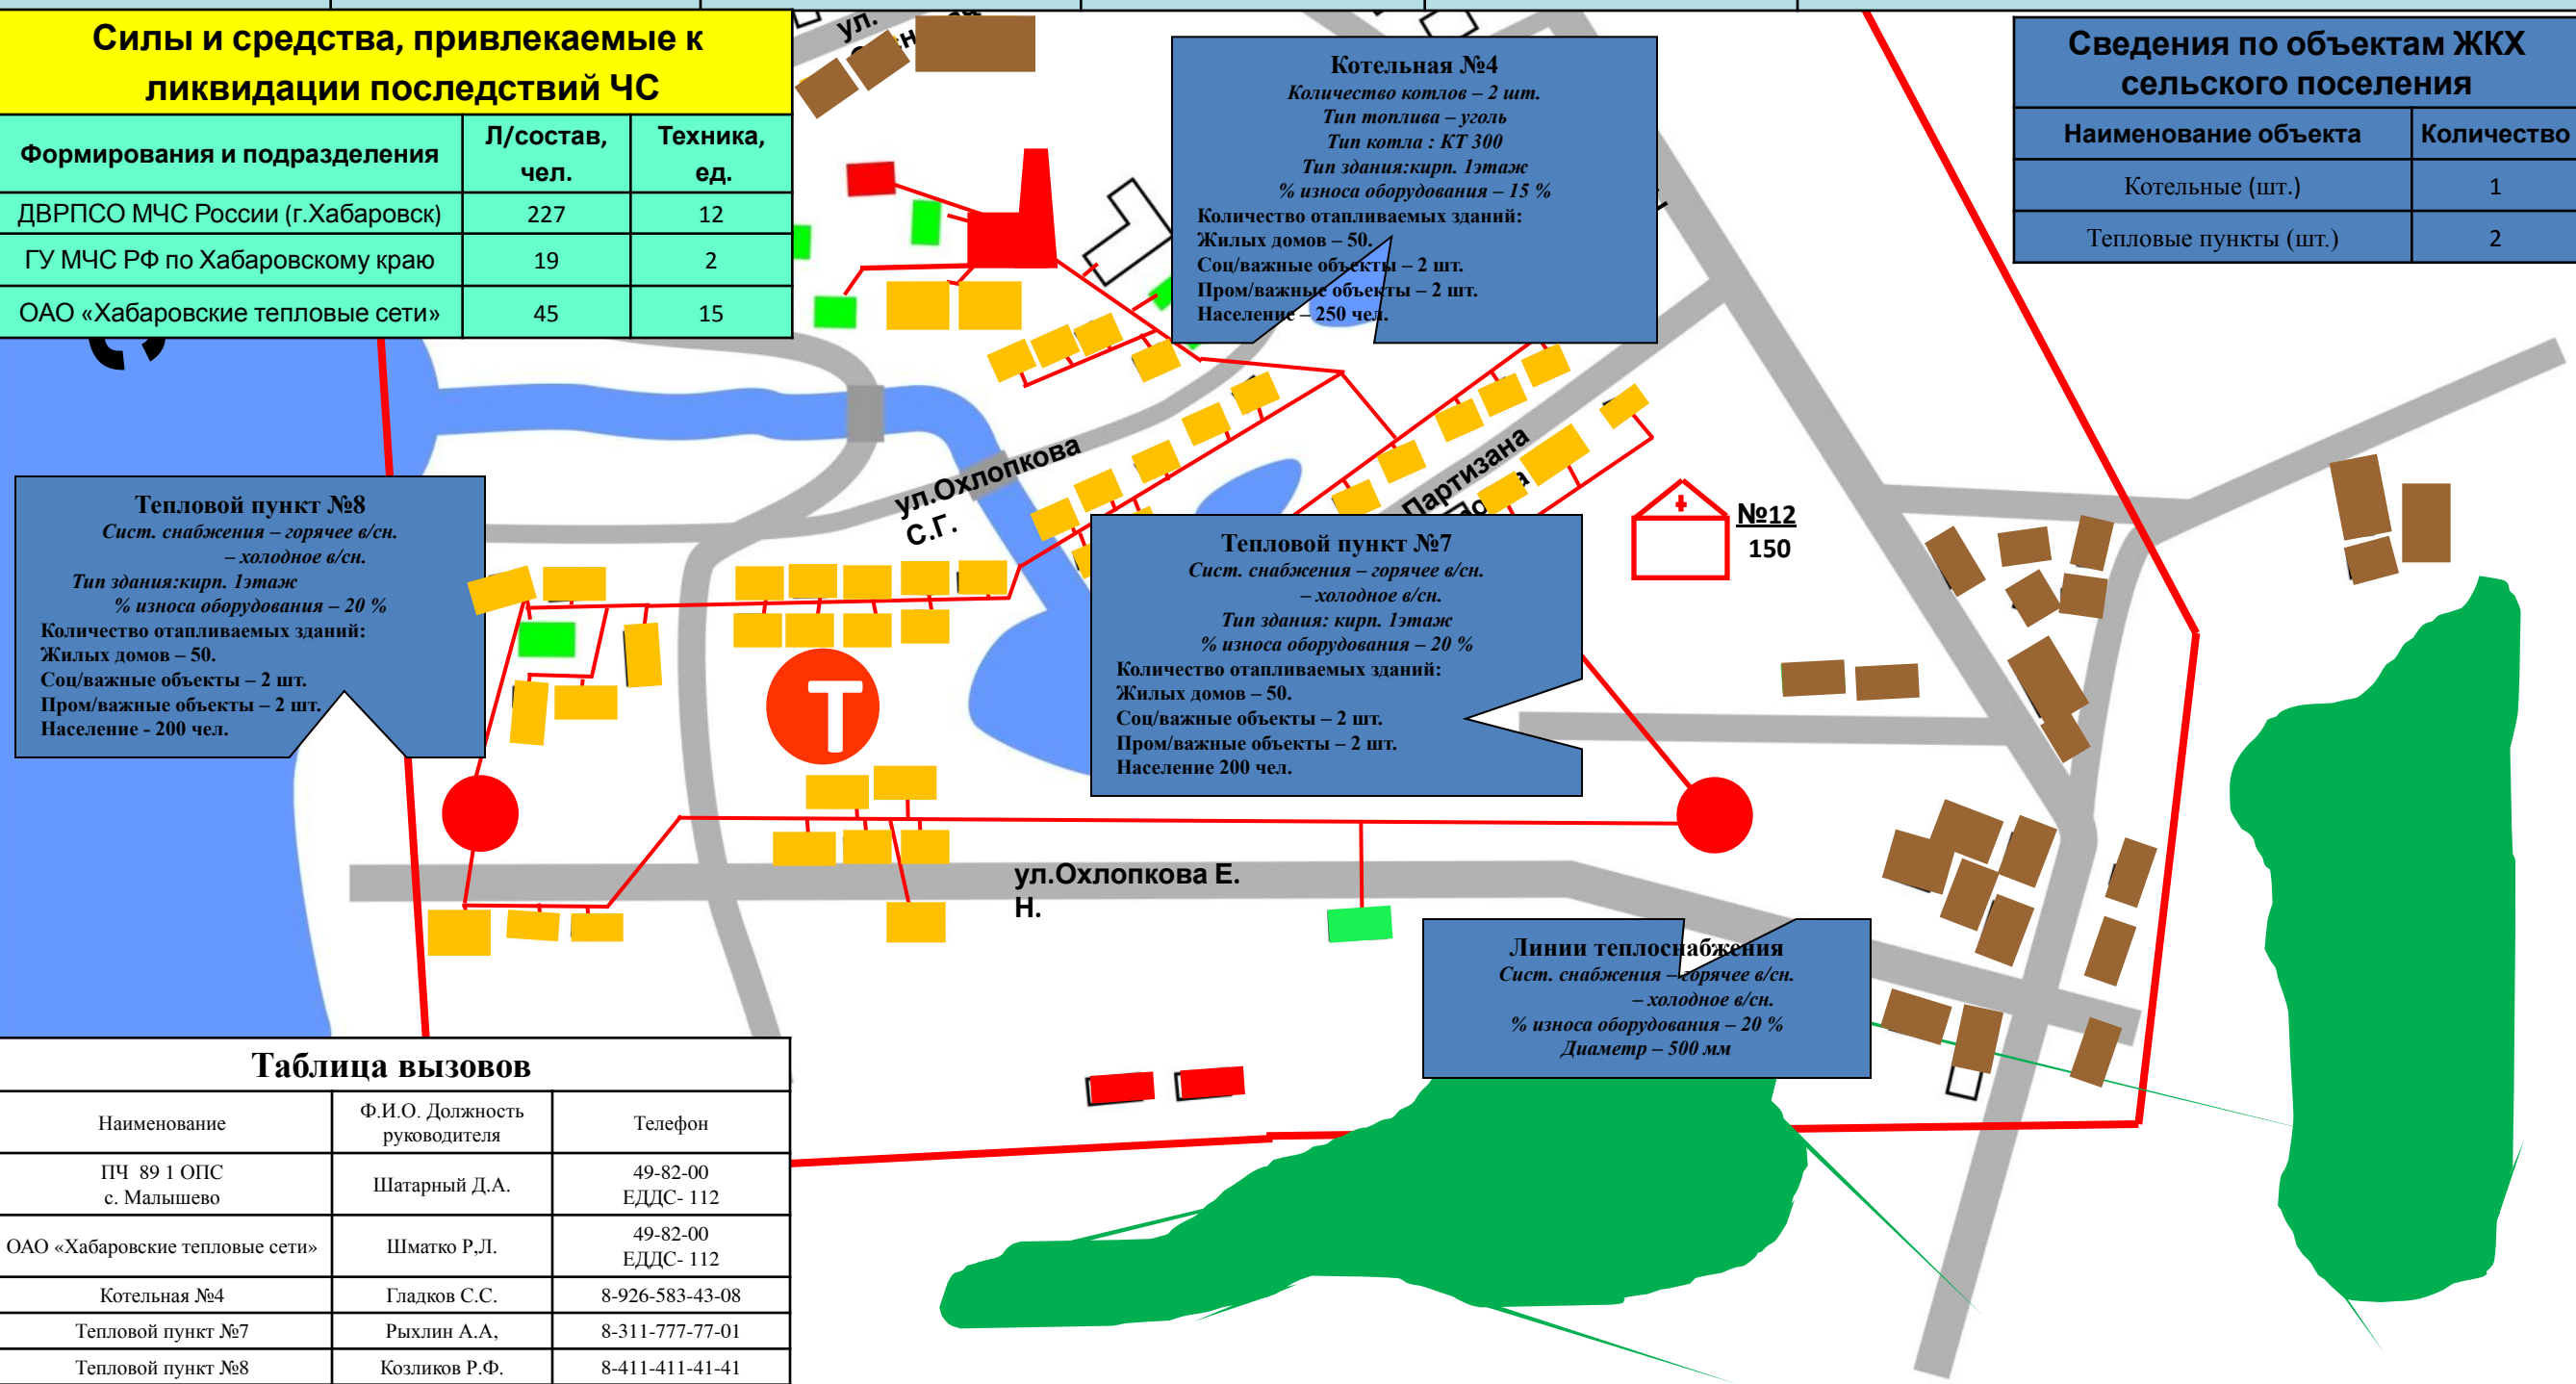 Силы и средства, привлекаемые к
ликвидации последствий ЧС
Формирования и подразделения Л/состав, чел. Техника, ед.
ДВРПСО МЧС России (г.Хабаровск) 227 12
ГУ МЧС РФ по Хабаровскому краю 19 2
ОАО «Хабаровские тепловые сети» 45 15
ул.
Котельная №4
Количество котлов – 2 шт.
Тип топлива – уголь
Тип котла : КТ 300
Тип здания:кирп. 1этаж
% износа оборудования – 15 %
Количество отапливаемых зданий:
Жилых домов – 50.
Соц/важные объекты – 2 шт.
Пром/важные объекты – 2 шт.
Население – 250 чел.
Сведения по объектам ЖКХ
сельского поселения
Наименование объекта Количество
Котельные (шт.) 1
Тепловые пункты (шт.) 2
ул.Охлопкова
С.Г.
Партизана
Тепловой пункт №8
Сист. снабжения – горячее в/сн.
– холодное в/сн.
Тип здания:кирп. 1этаж
% износа оборудования – 20 %
Количество отапливаемых зданий:
Жилых домов – 50.
Соц/важные объекты – 2 шт.
Пром/важные объекты – 2 шт.
Население - 200 чел.
Тепловой пункт №7
Сист. снабжения – горячее в/сн.
– холодное в/сн.
Тип здания: кирп. 1этаж
% износа оборудования – 20 %
Количество отапливаемых зданий:
Жилых домов – 50.
Соц/важные объекты – 2 шт.
Пром/важные объекты – 2 шт.
Население 200 чел.
№12
150
Т
ул.Охлопкова Е.
Н.
Линии теплоснабжения
Сист. снабжения – горячее в/сн.
– холодное в/сн.
% износа оборудования – 20 %
Диаметр – 500 мм
Таблица вызовов
Наименование Ф.И.О. Должность руководителя Телефон
ПЧ 89 1 ОПС
с. Малышево Шатарный Д.А. 49-82-00
ЕДДС- 112
ОАО «Хабаровские тепловые сети» Шматко Р,Л. 49-82-00
ЕДДС- 112
Котельная №4 Гладков С.С. 8-926-583-43-08
Тепловой пункт №7 Рыхлин А.А, 8-311-777-77-01
Тепловой пункт №8 Козликов Р.Ф. 8-411-411-41-41